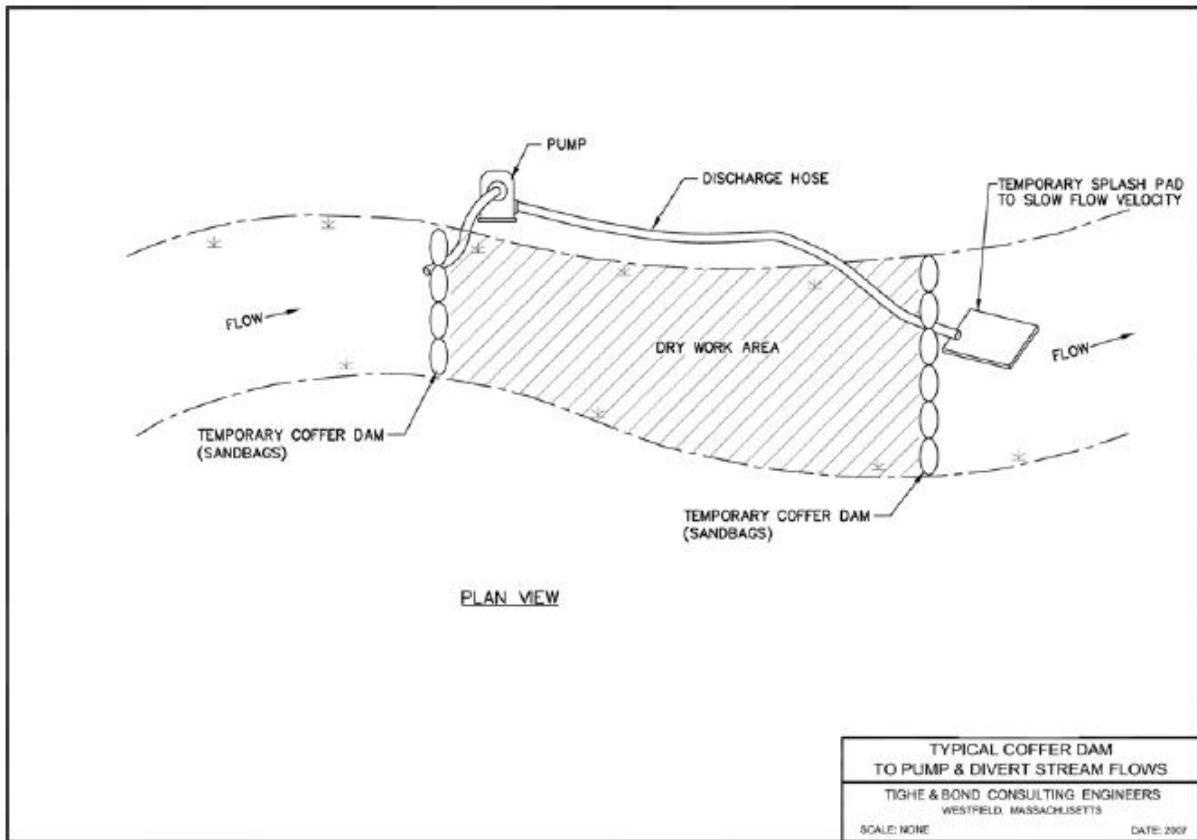 PUMP
DISCHARGE HOSE
TEMPORARY SPLASH PAD
TO SLOW FLOW VELOCITY
FLOW
DRY WORK AREA
FLOW
TEMPORARY COFFER DAM
(SANDBAGS)
TEMPORARY COFFER DAM
(SANDBAGS)
PLAN VIEW
TYPICAL COFFER DAM
TO PUMP & DIVERT STREAM FLOWS
TIGHE & BOND CONSULTING ENGINEERS
WESTFIELD, MASSACHUSETTS
SCALE: NONE
DATE: